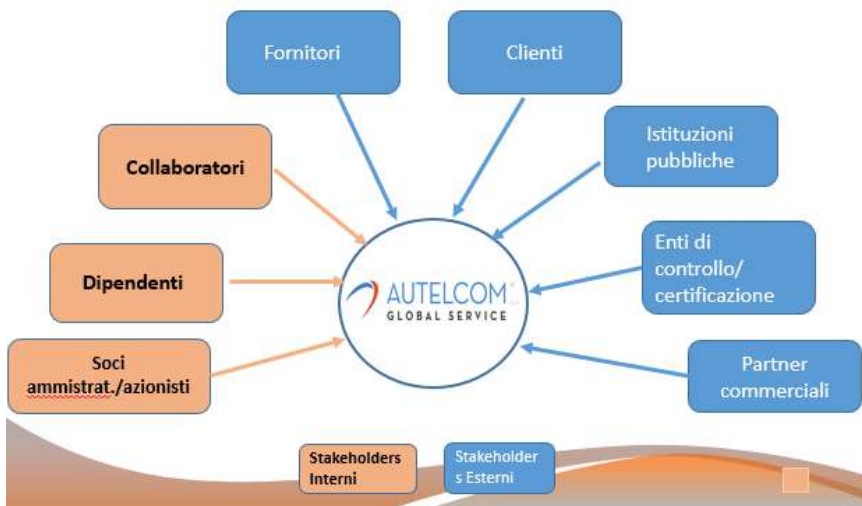 Fornitori
Clienti
Collaboratori
Istituzioni
pubbliche
Dipendenti
Enti di
controllo/
certificazione
AUTELCOM
GLOBAL SERVICE
Soci
ammistrat./azionisti
Partner
commerciali
Stakeholders
Interni
Stakeholder
s Esterni